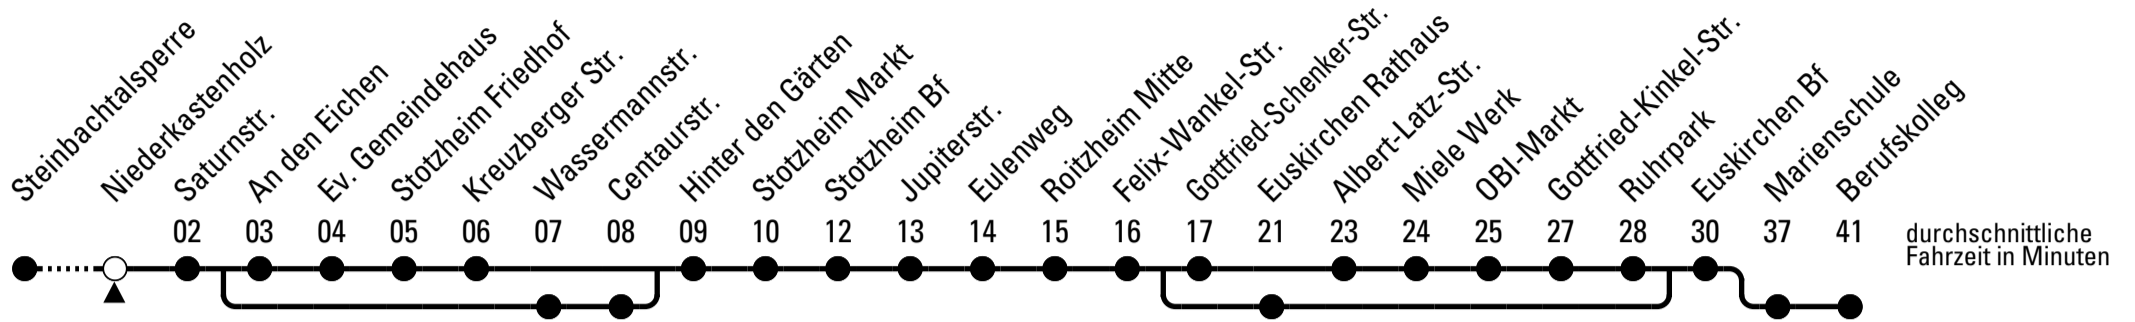 Steinbachtalsperre
Niederkastenholz
Saturnstr.
An den Eichen
Ev. Gemeindehaus
Stotzheim Friedhof
Kreuzberger Str.
Wassermannstr.
Centaurstr.
Hinter den Gärten
Stotzheim Markt
Stotzheim Bf
Jupiterstr.
Eulenweg
Roitzheim Mitte
Felix-Wankel-Str.
Gottfried-Schenker-Str.
Euskirchen Rathaus
Albert-Latz-Str.
Miele Werk
OBI-Markt
Gottfried-Kinkel-Str.
Ruhrpark
Euskirchen Bf
Marienschule
Berufskolleg
02 03 04 05 06 07 08 09 10 12 13 14 15 16 17 21 23 24 25 27 28 30 37 41
durchschnittliche
Fahrzeit in Minuten